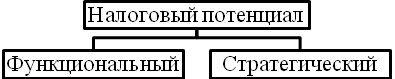 Налоговый потенциал
Функциональный
Стратегический